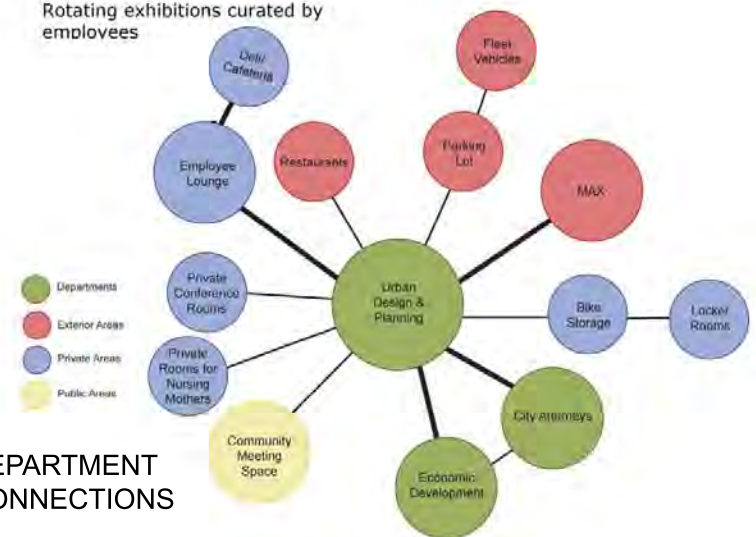 Rotating exhibitions curated by
employees
Deli/
Cafeteria
Fleet
Vehicles
Employee
Lounge
Restaurants
Parking
Lot
MAX
Private
Conference
Rooms
Urban
Design &
Planning
Bike
Storage
Locker
Rooms
Departments
Exterior Areas
Private Areas
Public Areas
Private
Rooms for
Nursing
Mothers
City Attorneys
Community
Meeting
Space
Economic
Development
EPARTMENT
ONNECTIONS